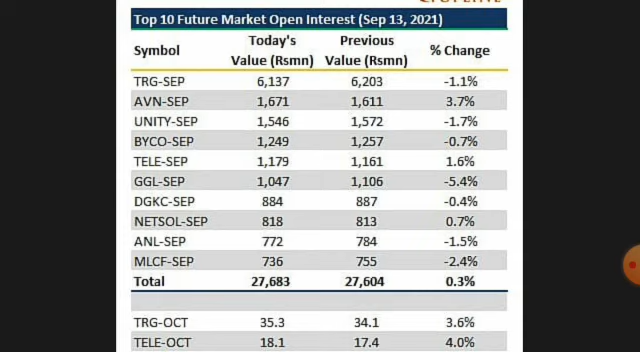 Top 10 Future Market Open Interest (Sep 13, 2021)
Symbol Today's Value (Rsmn) Previous Value (Rsmn) % Change
TRG-SEP 6,137 6,203 -1.1%
AVN-SEP 1,671 1,611 3.7%
UNITY-SEP 1,546 1,572 -1.7%
BYCO-SEP 1,249 1,257 -0.7%
TELE-SEP 1,179 1,161 1.6%
GGL-SEP 1,047 1,106 -5.4%
DGKC-SEP 884 887 -0.4%
NETSOL-SEP 818 813 0.7%
ANL-SEP 772 784 -1.5%
MLCF-SEP 736 755 -2.4%
Total 27,683 27,604 0.3%
TRG-OCT 35.3 34.1 3.6%
TELE-OCT 18.1 17.4 4.0%